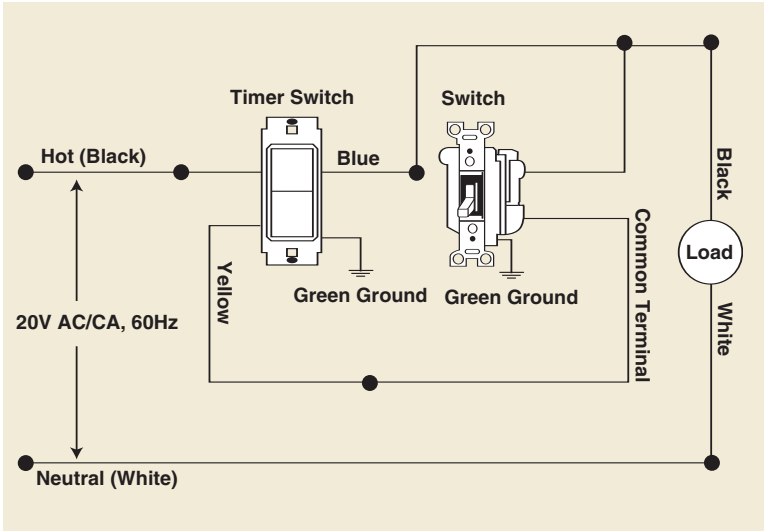 Timer Switch
Switch
Hot (Black)
Blue
Black
Yellow
Common Terminal
Load
Green Ground
Green Ground
20V AC/CA, 60Hz
White
Neutral (White)